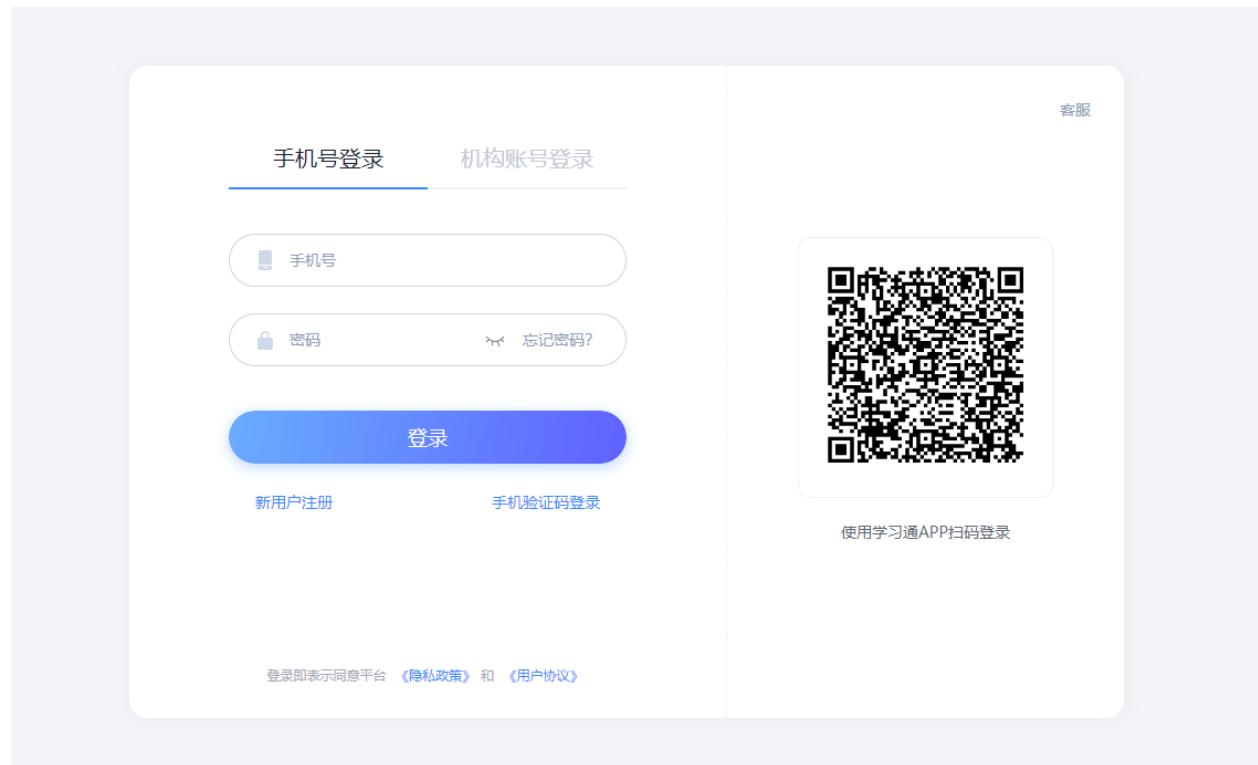 客服
手机号登录 机构账号登录
手机号
密码 忘记密码?
登录
新用户注册 手机验证码登录
使用学习通APP扫码登录
登录即表示同意平台 《隐私政策》 和 《用户协议》